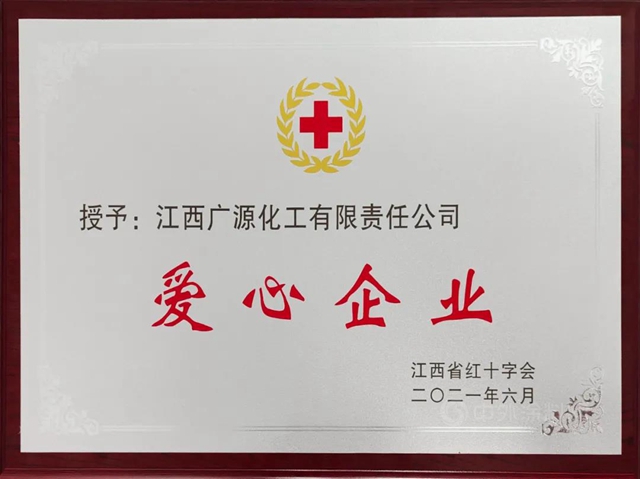 授予：江西广源化工有限责任公司
爱心企业
江西省红十字会
二〇二一年六月